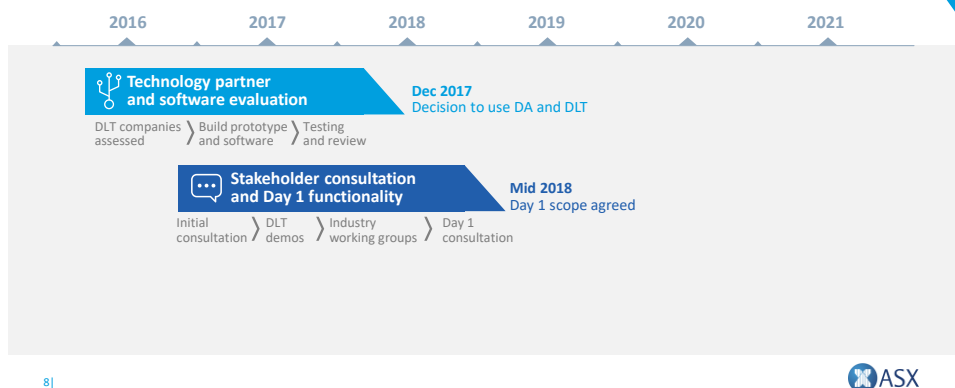 2016 2017 2018 2019 2020 2021
Technology partner
and software evaluation
Dec 2017
Decision to use DA and DLT
DLT companies
assessed
Build prototype
and software
Testing
and review
Stakeholder consultation
and Day 1 functionality
Mid 2018
Day 1 scope agreed
Initial
consultation
DLT
demos
Industry
working groups
Day 1
consultation
8|
ASX